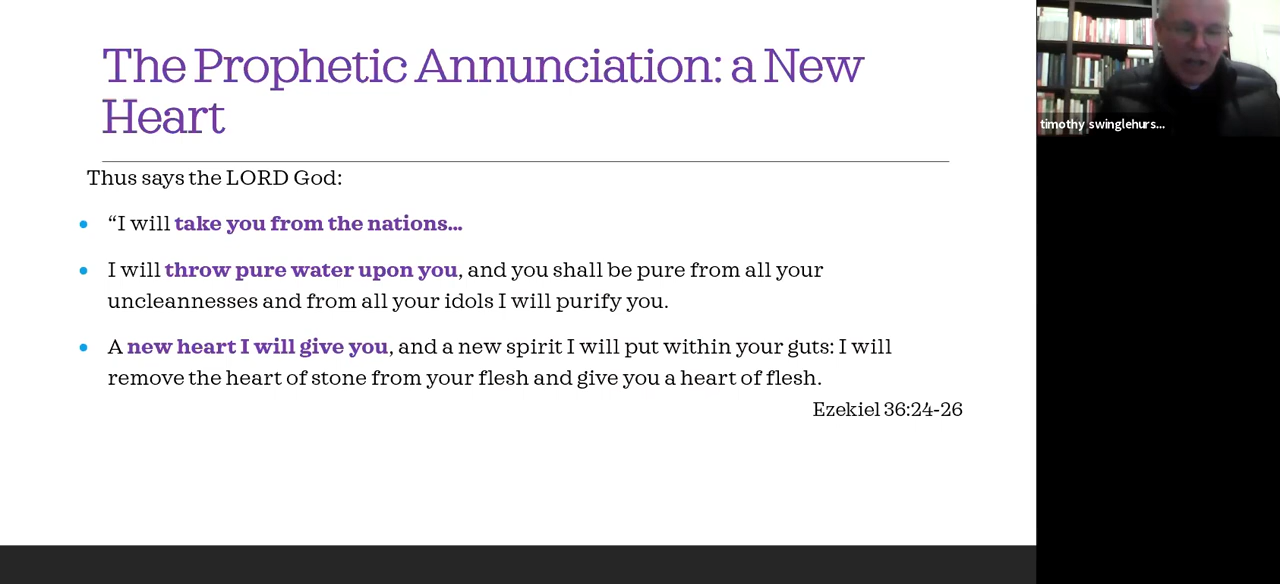 The Prophetic Annunciation: a New
Heart
Thus says the LORD God:
• “I will take you from the nations…
• I will throw pure water upon you, and you shall be pure from all your
uncleannesses and from all your idols I will purify you.
• A new heart I will give you, and a new spirit I will put within your guts: I will
remove the heart of stone from your flesh and give you a heart of flesh.
Ezekiel 36:24-26
timothy swinglehurs...